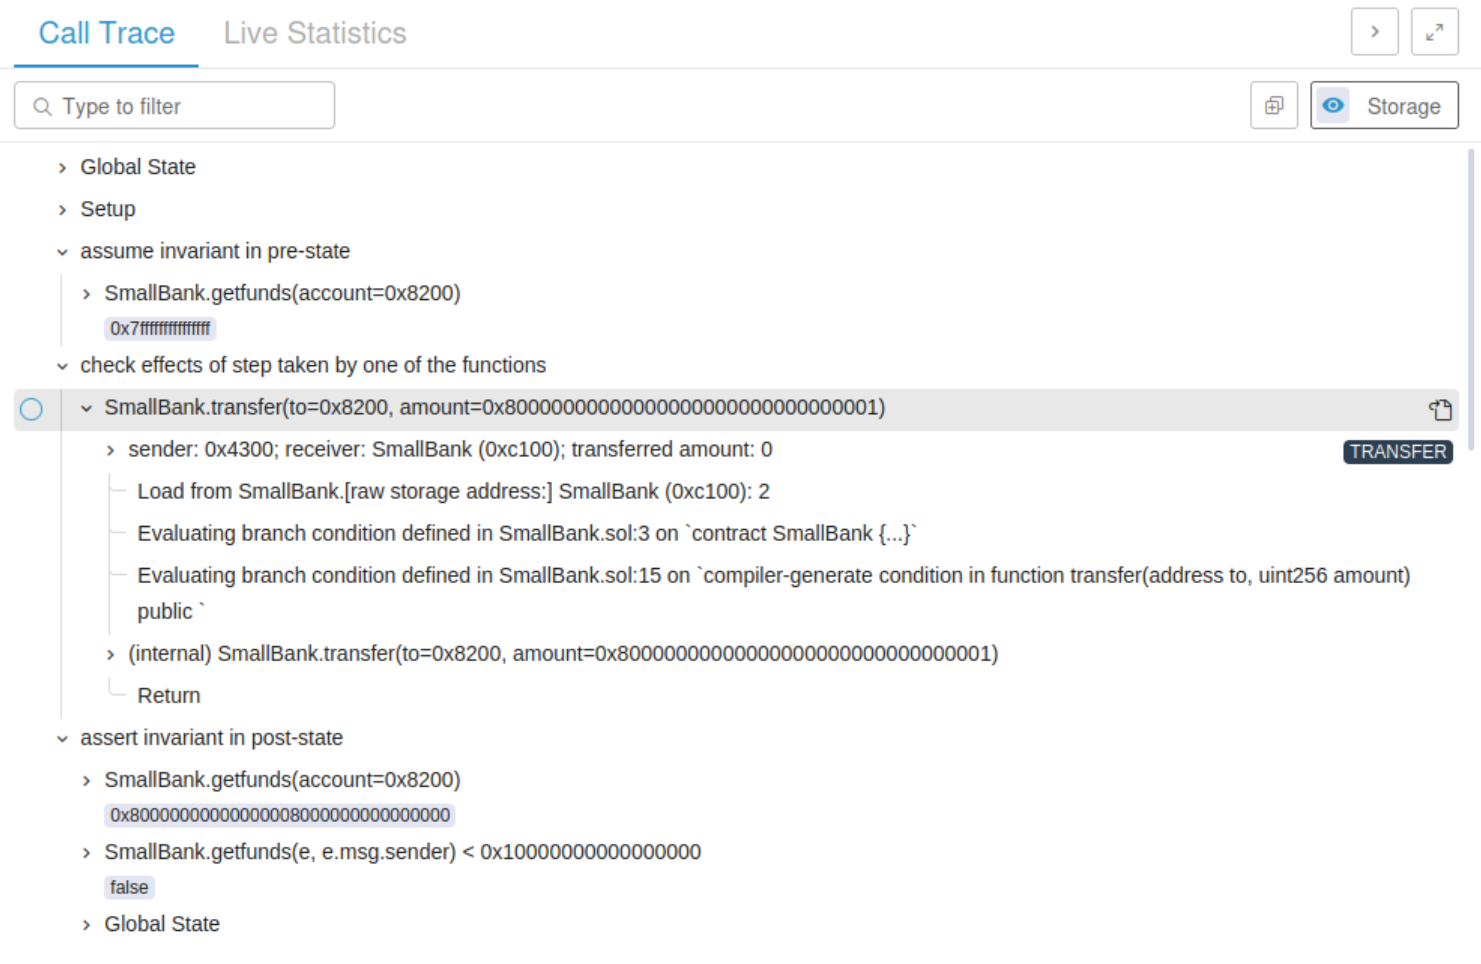 Call Trace
Live Statistics
Type to filter
Storage
Global State
Setup
assume invariant in pre-state
SmallBank.getfunds(account=0x8200)
0x7fffffffffffffff
check effects of step taken by one of the functions
SmallBank.transfer(to=0x8200, amount=0x80000000000000000000000000000001)
sender: 0x4300; receiver: SmallBank (0xc100); transferred amount: 0
TRANSFER
Load from SmallBank.[raw storage address:] SmallBank (0xc100): 2
Evaluating branch condition defined in SmallBank.sol:3 on `contract SmallBank {...}`
Evaluating branch condition defined in SmallBank.sol:15 on `compiler-generate condition in function transfer(address to, uint256 amount)
public `
(internal) SmallBank.transfer(to=0x8200, amount=0x80000000000000000000000000000001)
Return
assert invariant in post-state
SmallBank.getfunds(account=0x8200)
0x80000000000000008000000000000000
SmallBank.getfunds(e, e.msg.sender) < 0x10000000000000000
false
Global State